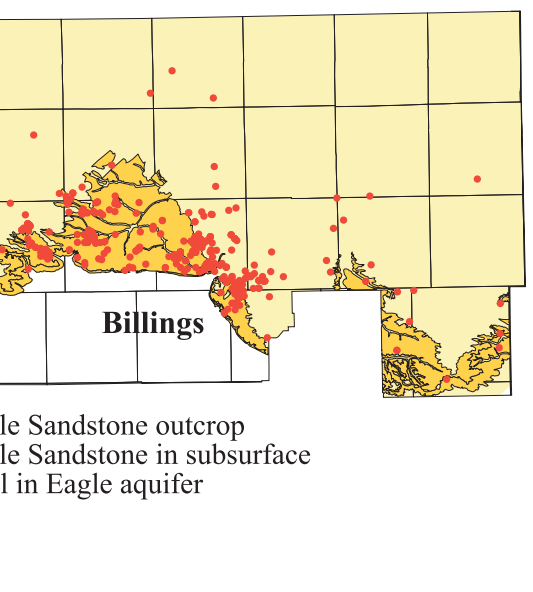 Billings
le Sandstone outcrop
le Sandstone in subsurface
l in Eagle aquifer